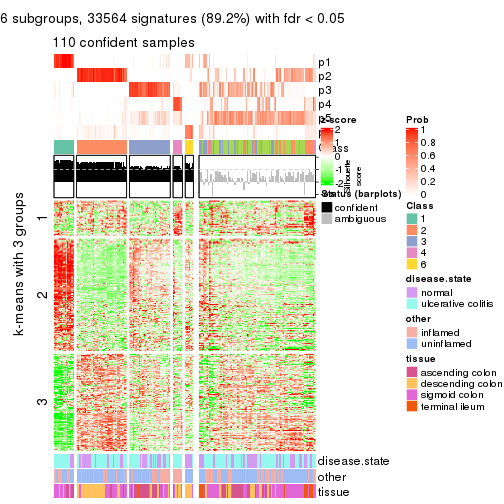 6 subgroups, 33564 signatures (89.2%) with fdr < 0.05
110 confident samples
p1
p2
p3
p4
p5
Class
k-means with 3 groups
1
2
3
disease.state
other
tissue
z-score
2
1
0
-1
-2
silhouette
score
Status (barplots)
confident
ambiguous
Prob
1
0.8
0.6
0.4
0.2
0
Class
1
2
3
4
6
disease.state
normal
ulcerative colitis
other
inflamed
uninflamed
tissue
ascending colon
descending colon
sigmoid colon
terminal ileum